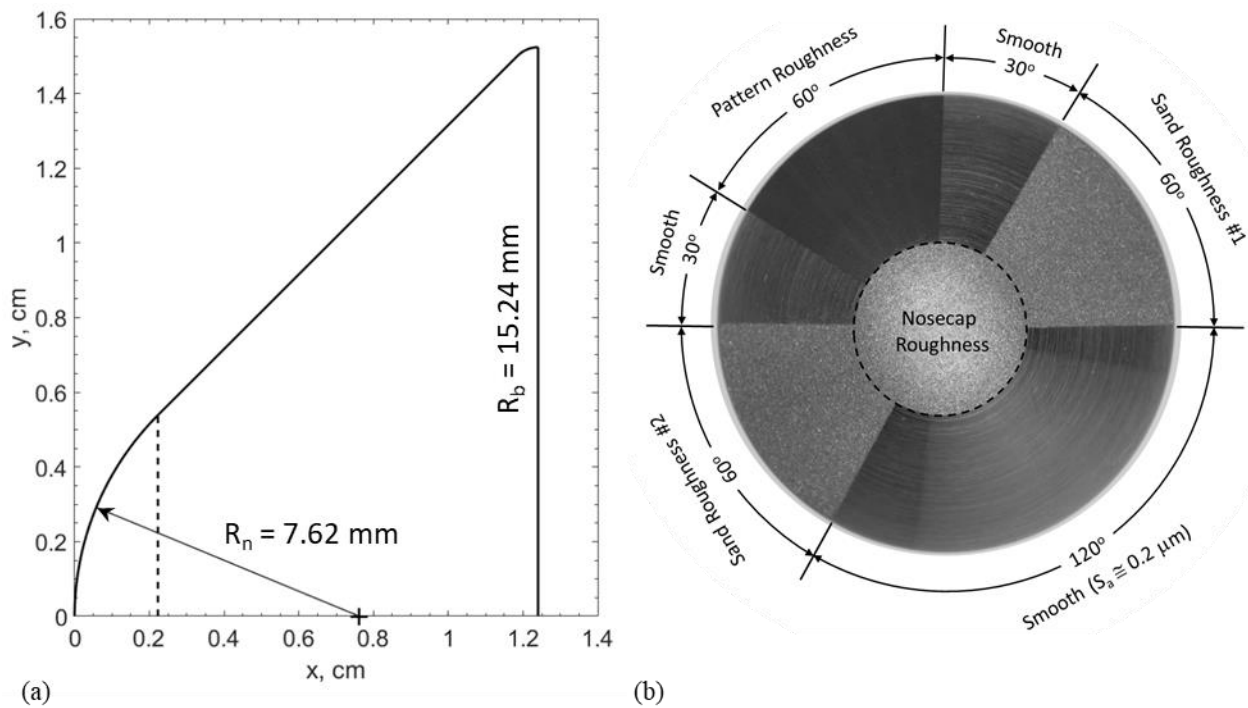 1.6
1.4
1.2
1
0.8
0.6
0.4
0.2
0
y, cm
R_n = 7.62 mm
R_b = 15.24 mm
0 0.2 0.4 0.6 0.8 1 1.2 1.4
x, cm
(a)
Pattern Roughness
60°
Smooth
30°
Sand Roughness #1
60°
Smooth
30°
Nosecap
Roughness
60°
Sand Roughness #2
120°
Smooth (S_a ≅ 0.2 μm)
(b)